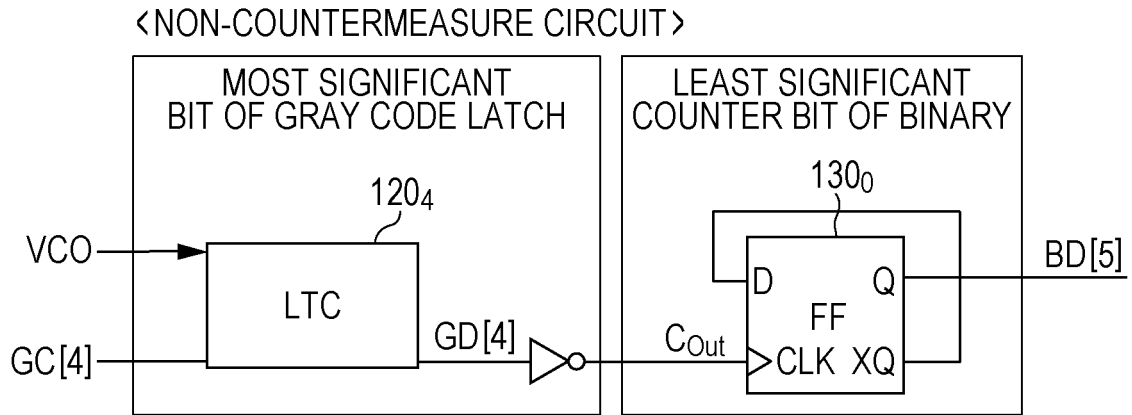 <NON-COUNTERMEASURE CIRCUIT>
MOST SIGNIFICANT
BIT OF GRAY CODE LATCH
LEAST SIGNIFICANT
COUNTER BIT OF BINARY
120₄
130₀
VCO
LTC
GC[4]
GD[4]
C_Out
D
Q
FF
CLK
XQ
BD[5]